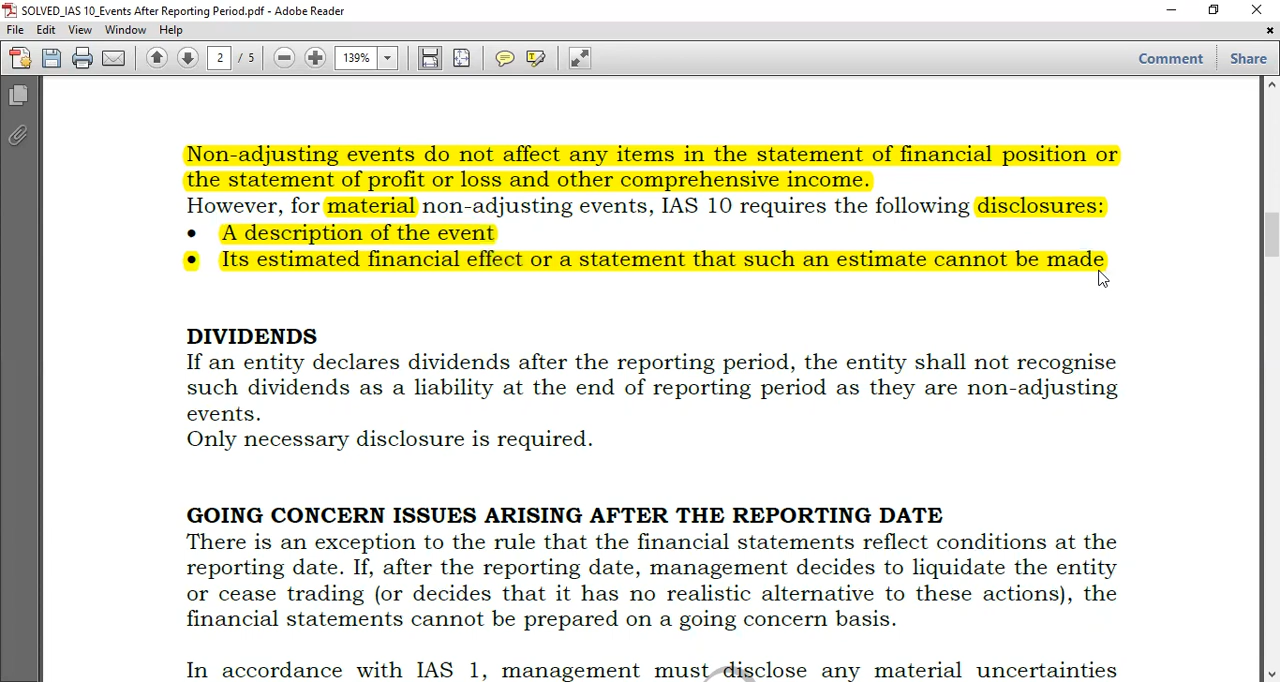 SOLVED_IAS 10_Events After Reporting Period.pdf - Adobe Reader
File Edit View Window Help
2 / 5 139% Comment Share
Non-adjusting events do not affect any items in the statement of financial position or
the statement of profit or loss and other comprehensive income.
However, for material non-adjusting events, IAS 10 requires the following disclosures:
• A description of the event
• Its estimated financial effect or a statement that such an estimate cannot be made
DIVIDENDS
If an entity declares dividends after the reporting period, the entity shall not recognise
such dividends as a liability at the end of reporting period as they are non-adjusting
events.
Only necessary disclosure is required.
GOING CONCERN ISSUES ARISING AFTER THE REPORTING DATE
There is an exception to the rule that the financial statements reflect conditions at the
reporting date. If, after the reporting date, management decides to liquidate the entity
or cease trading (or decides that it has no realistic alternative to these actions), the
financial statements cannot be prepared on a going concern basis.
In accordance with IAS 1, management must disclose any material uncertainties